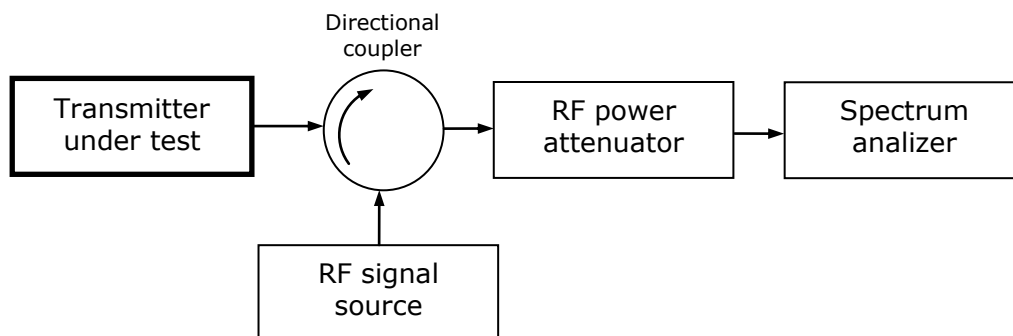 Directional
coupler
Transmitter
under test
RF power
attenuator
Spectrum
analizer
RF signal
source